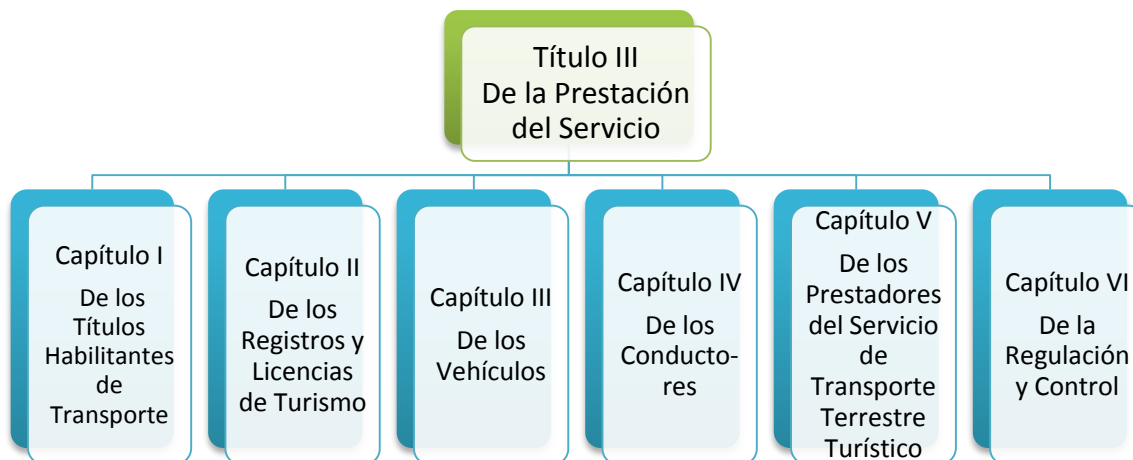 Título III
De la Prestación
del Servicio
Capítulo I
De los
Títulos
Habilitantes
de
Transporte
Capítulo II
De los
Registros y
Licencias
de Turismo
Capítulo III
De los
Vehículos
Capítulo IV
De los
Conducto-
res
Capítulo V
De los
Prestadores
del Servicio
de
Transporte
Terrestre
Turístico
Capítulo VI
De la
Regulación
y Control